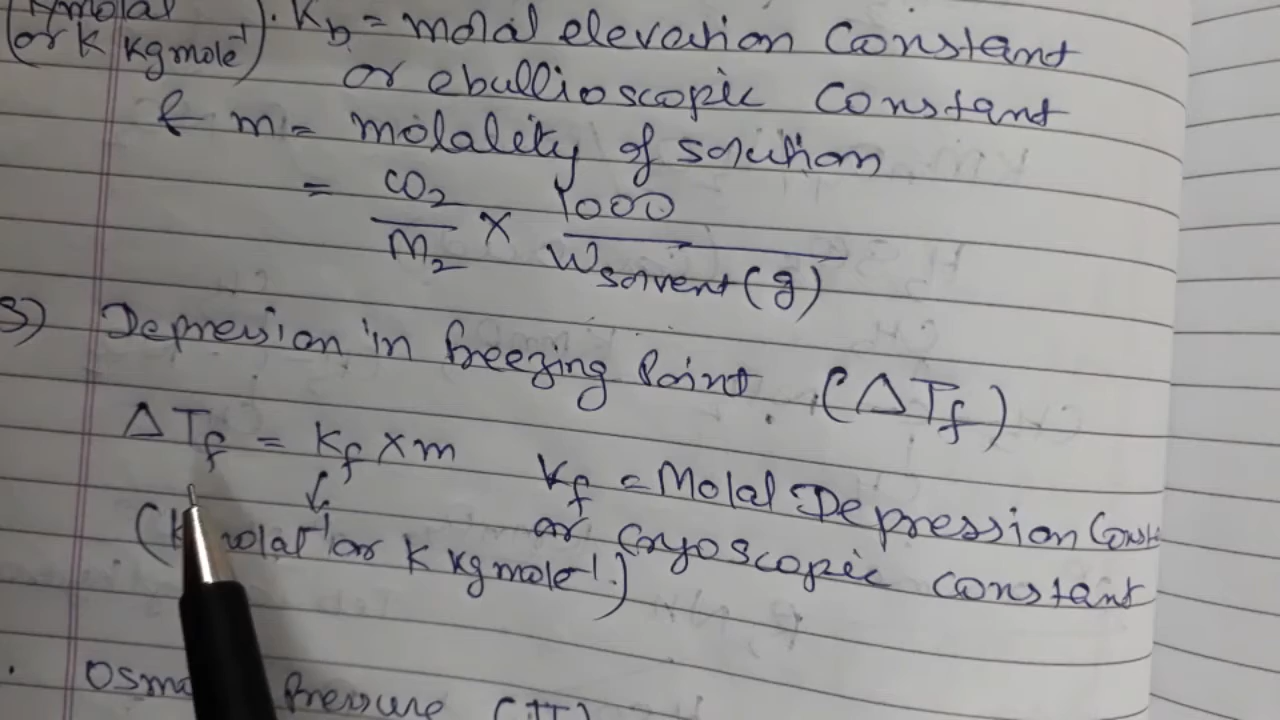 K molal⁻¹
(or K kg mole⁻¹). Kb = molal elevation constant
or ebullioscopic constant
& m = molality of solution
= ω2/M2 × 1000/Wsolvent(g)
3) Depression in freezing Point (ΔTf)
ΔTf = Kf × m Kf = Molal Depression Const
(K molal⁻¹ or K kg mole⁻¹) or Cryoscopic constant
Pressure (π)